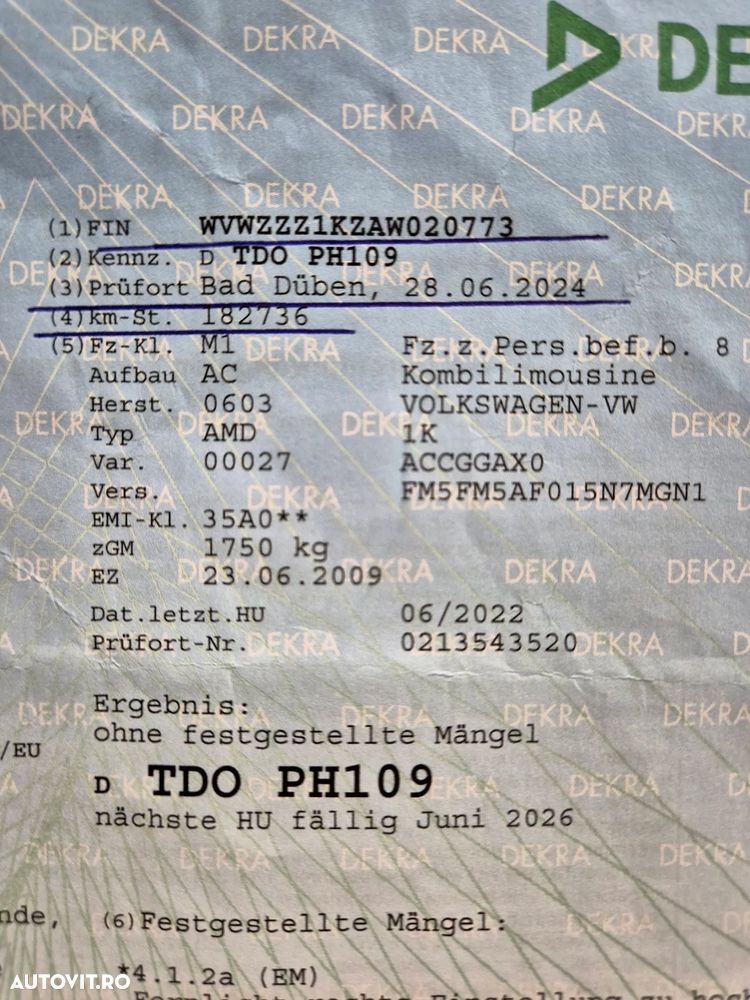 DE
(1) FIN WVWZZZ1KZAW020773
(2) Kennz. D TDO PH109
(3) Prüfort Bad Düben, 28.06.2024
(4) km-St. 182736
(5) Fz-Kl. M1 Fz.z.Pers.bef.b. 8
Aufbau AC Kombilimousine
Herst. 0603 VOLKSWAGEN-VW
Typ AMD 1K
Var. 00027 ACCGGAX0
Vers. FM5FM5AF015N7MGN1
EMI-Kl. 35A0**
zGM 1750 kg
EZ 23.06.2009
Dat.letzt.HU 06/2022
Prüfort-Nr. 0213543520
Ergebnis:
ohne festgestellte Mängel
/EU
D TDO PH109
nächste HU fällig Juni 2026
nde, (6) Festgestellte Mängel:
*4.1.2a (EM)
AUTOVIT.RO